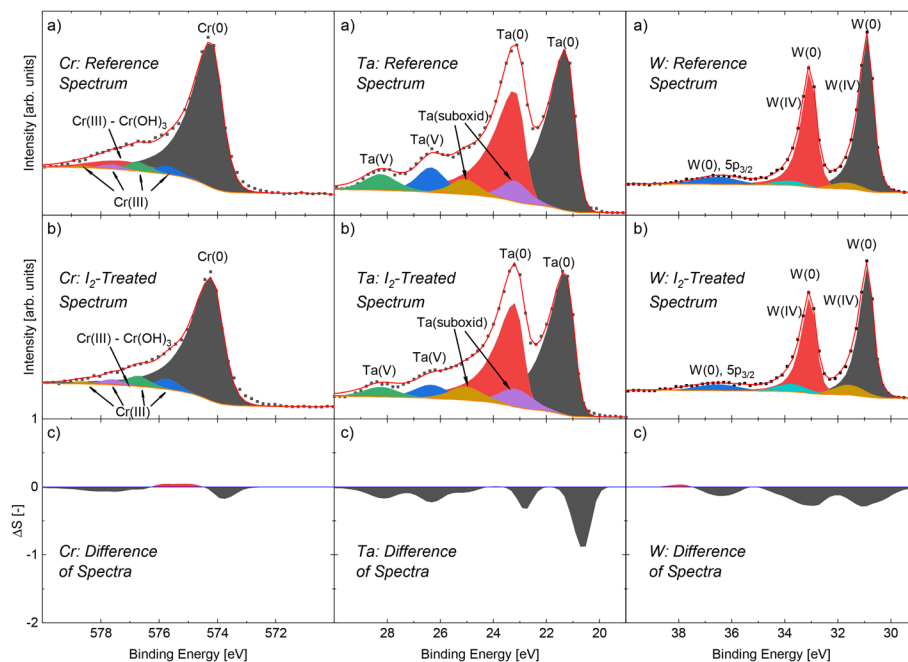 a)
Cr: Reference
Spectrum
Cr(0)
Cr(III) - Cr(OH)3
Cr(III)
Intensity [arb. units]
a)
Ta: Reference
Spectrum
Ta(0)
Ta(0)
Ta(suboxid)
Ta(V)
Ta(V)
a)
W: Reference
Spectrum
W(0)
W(0)
W(IV)
W(IV)
W(0), 5p3/2
b)
Cr: I2-Treated
Spectrum
Cr(0)
Cr(III) - Cr(OH)3
Cr(III)
Intensity [arb. units]
b)
Ta: I2-Treated
Spectrum
Ta(0)
Ta(0)
Ta(suboxid)
Ta(V)
Ta(V)
b)
W: I2-Treated
Spectrum
W(0)
W(0)
W(IV)
W(IV)
W(0), 5p3/2
1
0
-1
-2
ΔS [-]
c)
Cr: Difference
of Spectra
c)
Ta: Difference
of Spectra
c)
W: Difference
of Spectra
578 576 574 572
28 26 24 22 20
38 36 34 32 30
Binding Energy [eV]
Binding Energy [eV]
Binding Energy [eV]